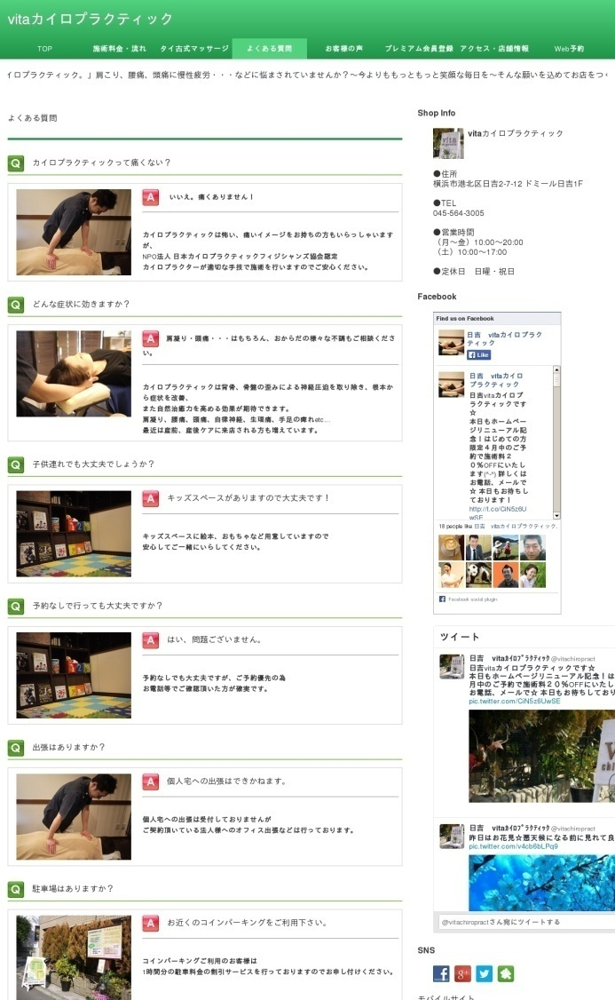 vitaカイロプラクティック
TOP 施術料金・流れ タイ古式マッサージ よくある質問 お客様の声 プレミアム会員登録 アクセス・店舗情報 Web予約
イロプラクティック。」肩こり、腰痛、頭痛に慢性疲労・・・などに悩まされていませんか？～今よりももっともっと笑顔な毎日を～そんな願いを込めてお店をつく
よくある質問
Q カイロプラクティックって痛くない？
A いいえ。痛くありません！
カイロプラクティックは怖い、痛いイメージをお持ちの方もいらっしゃいます
が、
NPO法人 日本カイロプラクティックフィジシャンズ協会認定
カイロプラクターが適切な手技で施術を行いますのでご安心ください。
Q どんな症状に効きますか？
A 肩凝り・頭痛・・・はもちろん、おからだの様々な不調もご相談くださ
い。
カイロプラクティックは背骨、骨盤の歪みによる神経圧迫を取り除き、根本か
ら症状を改善、
また自然治癒力を高める効果が期待できます。
肩凝り、腰痛、頭痛、自律神経、生理痛、手足の痺れetc...
最近は産前、産後ケアに来店される方も増えています。
Q 子供連れでも大丈夫でしょうか？
A キッズスペースがありますので大丈夫です！
キッズスペースに絵本、おもちゃなど用意していますので
安心してご一緒にいらしてください。
Q 予約なしで行っても大丈夫ですか？
A はい、問題ございません。
予約なしでも大丈夫ですが、ご予約優先の為
お電話等でご確認頂いた方が確実です。
Q 出張はありますか？
A 個人宅への出張はできかねます。
個人宅への出張は受付しておりませんが
ご契約頂いている法人様へのオフィス出張などは行っております。
Q 駐車場はありますか？
A お近くのコインパーキングをご利用下さい。
コインパーキングご利用のお客様は
1時間分の駐車料金の割引サービスを行っておりますのでお申し付けください。
Shop Info
vitaカイロプラクティック
●住所
横浜市港北区日吉2-7-12 ドミール日吉1F
●TEL
045-564-3005
●営業時間
（月～金）10:00～20:00
（土）10:00～17:00
●定休日 日曜・祝日
Facebook
Find us on Facebook
日吉 vitaカイロプラク
ティック
Like
日吉 vitaカイロ
プラクティック
日吉vitaカイロプ
ラクティックです
☆
本日もホームペー
ジリニューアル記
念！はじめての方
限定４月中のご予
約で施術料２
０％OFFにいたし
ます(^-^) 詳しくは
お電話、メールで
☆ 本日もお待ちし
ております！
http://t.co/CiN5z6U
wSE
18 people like 日吉 vitaカイロプラクティック.
Facebook social plugin
ツイート
日吉 vitaｶｲﾛﾌﾟﾗｸﾃｨｯｸ @vitachiropract
日吉vitaカイロプラクティックです☆
本日もホームページリニューアル記念！は
月中のご予約で施術料２０％OFFにいたし
お電話、メールで☆ 本日もお待ちしており
pic.twitter.com/CiN5z6UwSE
日吉 vitaｶｲﾛﾌﾟﾗｸﾃｨｯｸ @vitachiropract
昨日はお花見☆悪天候になる前に見れて良
pic.twitter.com/v4cb6bLPq9
@vitachiropractさん宛にツイートする
SNS
モバイルサイト